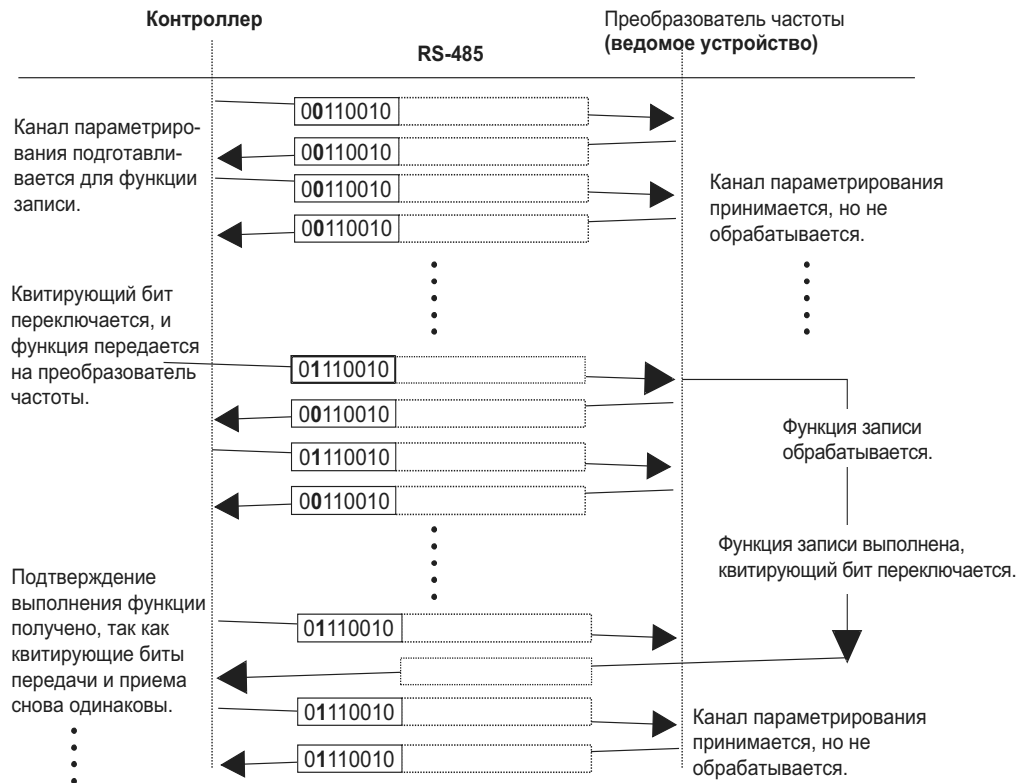 Контроллер
Преобразователь частоты
(ведомое устройство)
RS-485
00110010
Канал параметриро-
вания подготавли-
вается для функции
записи.
00110010
00110010
00110010
Канал параметрирования
принимается, но не
обрабатывается.
Квитирующий бит
переключается, и
функция передается
на преобразователь
частоты.
01110010
00110010
01110010
00110010
Функция записи
обрабатывается.
Функция записи выполнена,
квитирующий бит переключается.
Подтверждение
выполнения функции
получено, так как
квитирующие биты
передачи и приема
снова одинаковы.
01110010
01110010
01110010
Канал параметрирования
принимается, но не
обрабатывается.